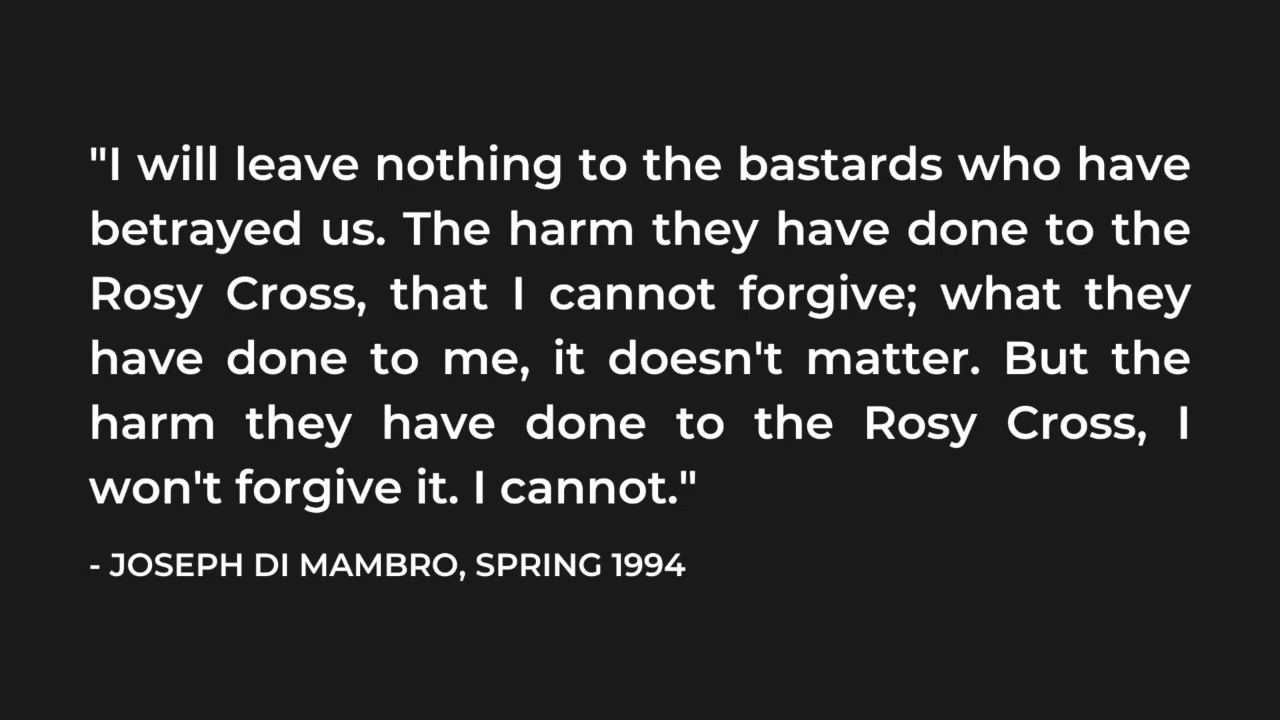 "I will leave nothing to the bastards who have
betrayed us. The harm they have done to the
Rosy Cross, that I cannot forgive; what they
have done to me, it doesn't matter. But the
harm they have done to the Rosy Cross, I
won't forgive it. I cannot."
- JOSEPH DI MAMBRO, SPRING 1994